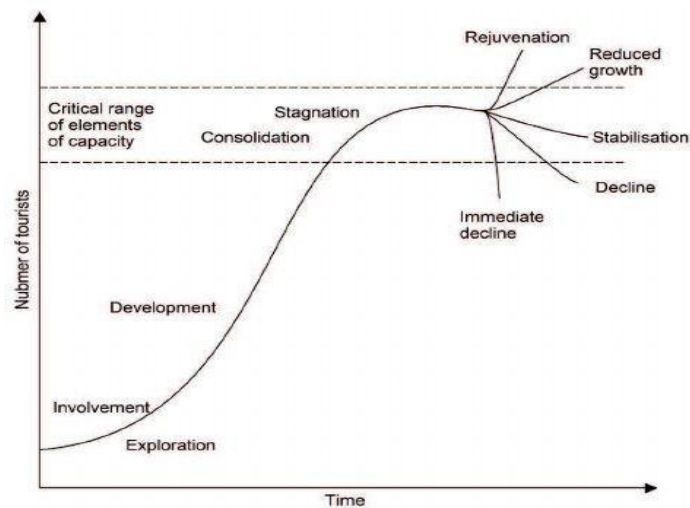 Rejuvenation
Reduced
growth
Critical range
of elements
of capacity
Stagnation
Consolidation
Stabilisation
Decline
Immediate
decline
Nubmer of tourists
Development
Involvement
Exploration
Time